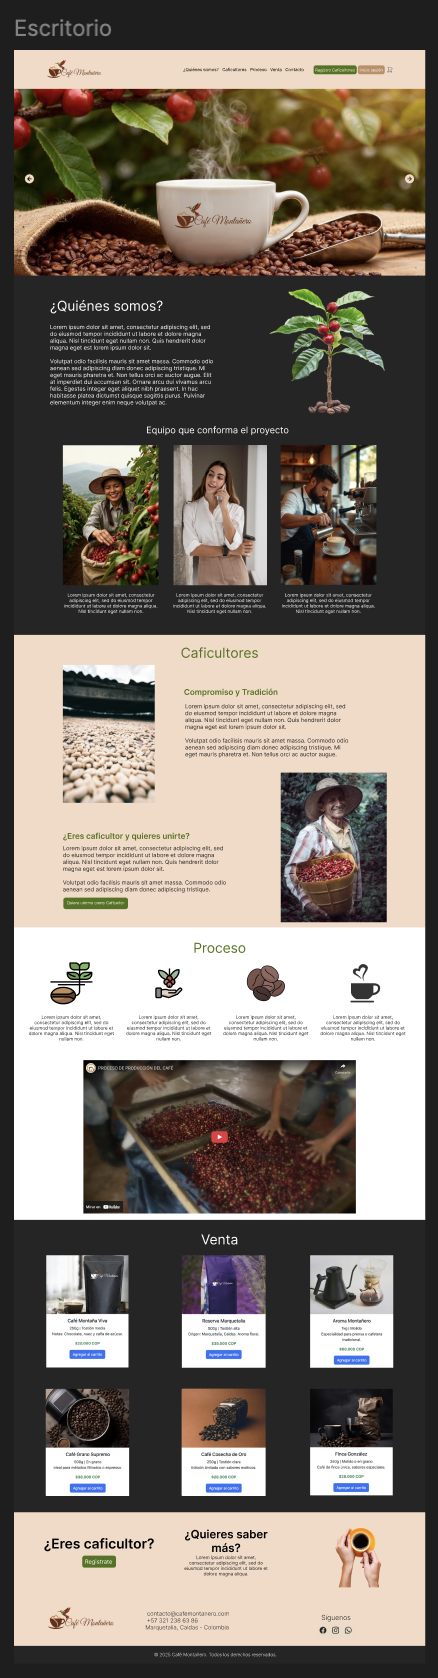 Escritorio
Café Montañero
¿Quiénes somos? Caficultores Proceso Venta Contacto
Registro Caficultores
Inicio sesión
Café Montañero
¿Quiénes somos?
Lorem ipsum dolor sit amet, consectetur adipiscing elit, sed do eiusmod tempor incididunt ut labore et dolore magna aliqua. Nisl tincidunt eget nullam non. Quis hendrerit dolor magna eget est lorem ipsum dolor sit.
Volutpat odio facilisis mauris sit amet massa. Commodo odio aenean sed adipiscing diam donec adipiscing tristique. Mi eget mauris pharetra et. Non tellus orci ac auctor augue. Elit at imperdiet dui accumsan sit. Ornare arcu dui vivamus arcu felis. Egestas integer eget aliquet nibh praesent. In hac habitasse platea dictumst quisque sagittis purus. Pulvinar elementum integer enim neque volutpat ac.
Equipo que conforma el proyecto
Lorem ipsum dolor sit amet, consectetur
adipiscing elit, sed do eiusmod tempor
incididunt ut labore et dolore magna aliqua.
Nisl tincidunt eget nullam non.
Lorem ipsum dolor sit amet, consectetur
adipiscing elit, sed do eiusmod tempor
incididunt ut labore et dolore magna aliqua.
Nisl tincidunt eget nullam non.
Lorem ipsum dolor sit amet, consectetur
adipiscing elit, sed do eiusmod tempor
incididunt ut labore et dolore magna aliqua.
Nisl tincidunt eget nullam non.
Caficultores
Compromiso y Tradición
Lorem ipsum dolor sit amet, consectetur adipiscing elit, sed
do eiusmod tempor incididunt ut labore et dolore magna
aliqua. Nisl tincidunt eget nullam non. Quis hendrerit dolor
magna eget est lorem ipsum dolor sit.
Volutpat odio facilisis mauris sit amet massa. Commodo odio
aenean sed adipiscing diam donec adipiscing tristique. Mi
eget mauris pharetra et. Non tellus orci ac auctor augue.
¿Eres caficultor y quieres unirte?
Lorem ipsum dolor sit amet, consectetur adipiscing elit, sed
do eiusmod tempor incididunt ut labore et dolore magna
aliqua. Nisl tincidunt eget nullam non. Quis hendrerit dolor
magna eget est lorem ipsum dolor sit.
Volutpat odio facilisis mauris sit amet massa. Commodo odio
aenean sed adipiscing diam donec adipiscing tristique.
Proceso
Lorem ipsum dolor sit amet,
consectetur adipiscing elit, sed do
eiusmod tempor incididunt ut labore et
dolore magna aliqua. Nisl tincidunt eget
nullam non.
Lorem ipsum dolor sit amet,
consectetur adipiscing elit, sed do
eiusmod tempor incididunt ut labore et
dolore magna aliqua. Nisl tincidunt eget
nullam non.
Lorem ipsum dolor sit amet,
consectetur adipiscing elit, sed do
eiusmod tempor incididunt ut labore et
dolore magna aliqua. Nisl tincidunt eget
nullam non.
Lorem ipsum dolor sit amet,
consectetur adipiscing elit, sed do
eiusmod tempor incididunt ut labore et
dolore magna aliqua. Nisl tincidunt eget
nullam non.
PROCESO DE PRODUCCIÓN DEL CAFÉ
Mirar en YouTube
Venta
Café Montaña Viva
250g | Tostión media
Notas: Chocolate, nuez y caña de azúcar.
Agregar al carrito
Reserva Marquetalia
500g | Tostión alta
Origen: Marquetalia, Caldas. Aroma floral.
Agregar al carrito
Aroma Montañero
1kg | Molido
Especialidad para prensa o cafetera
tradicional.
Agregar al carrito
Café Grano Supremo
500g | En grano
Ideal para métodos filtrados o espresso.
Agregar al carrito
Café Cosecha de Oro
250g | Tostión clara
Edición limitada con sabores exóticos.
Agregar al carrito
Finca González
250g | Molido o en grano
Café de finca única, sabores especiales.
Agregar al carrito
¿Eres caficultor?
Regístrate
¿Quieres saber
más?
Lorem ipsum dolor sit amet,
consectetur adipiscing elit, sed do
eiusmod tempor incididunt ut labore et
dolore magna aliqua. Nisl tincidunt eget
nullam non.
Café Montañero
contacto@cafemontanero.com
+57 321 238 63 86
Marquetalia, Caldas - Colombia
Síguenos
© 2025 Café Montañero. Todos los derechos reservados.